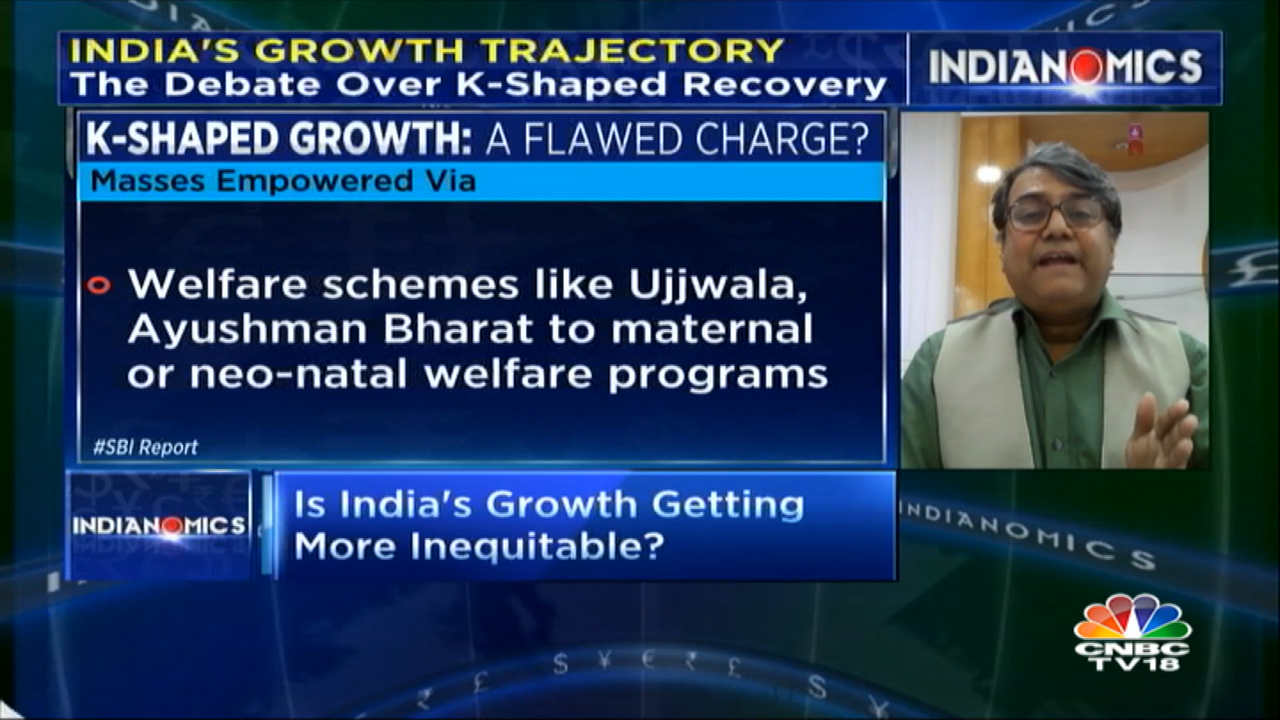 INDIA'S GROWTH TRAJECTORY
The Debate Over K-Shaped Recovery
INDIANOMICS
K-SHAPED GROWTH: A FLAWED CHARGE?
Masses Empowered Via
Welfare schemes like Ujjwala,
Ayushman Bharat to maternal
or neo-natal welfare programs
#SBI Report
INDIANOMICS
Is India's Growth Getting
More Inequitable?
INDIANOMICS
CNBC
TV18